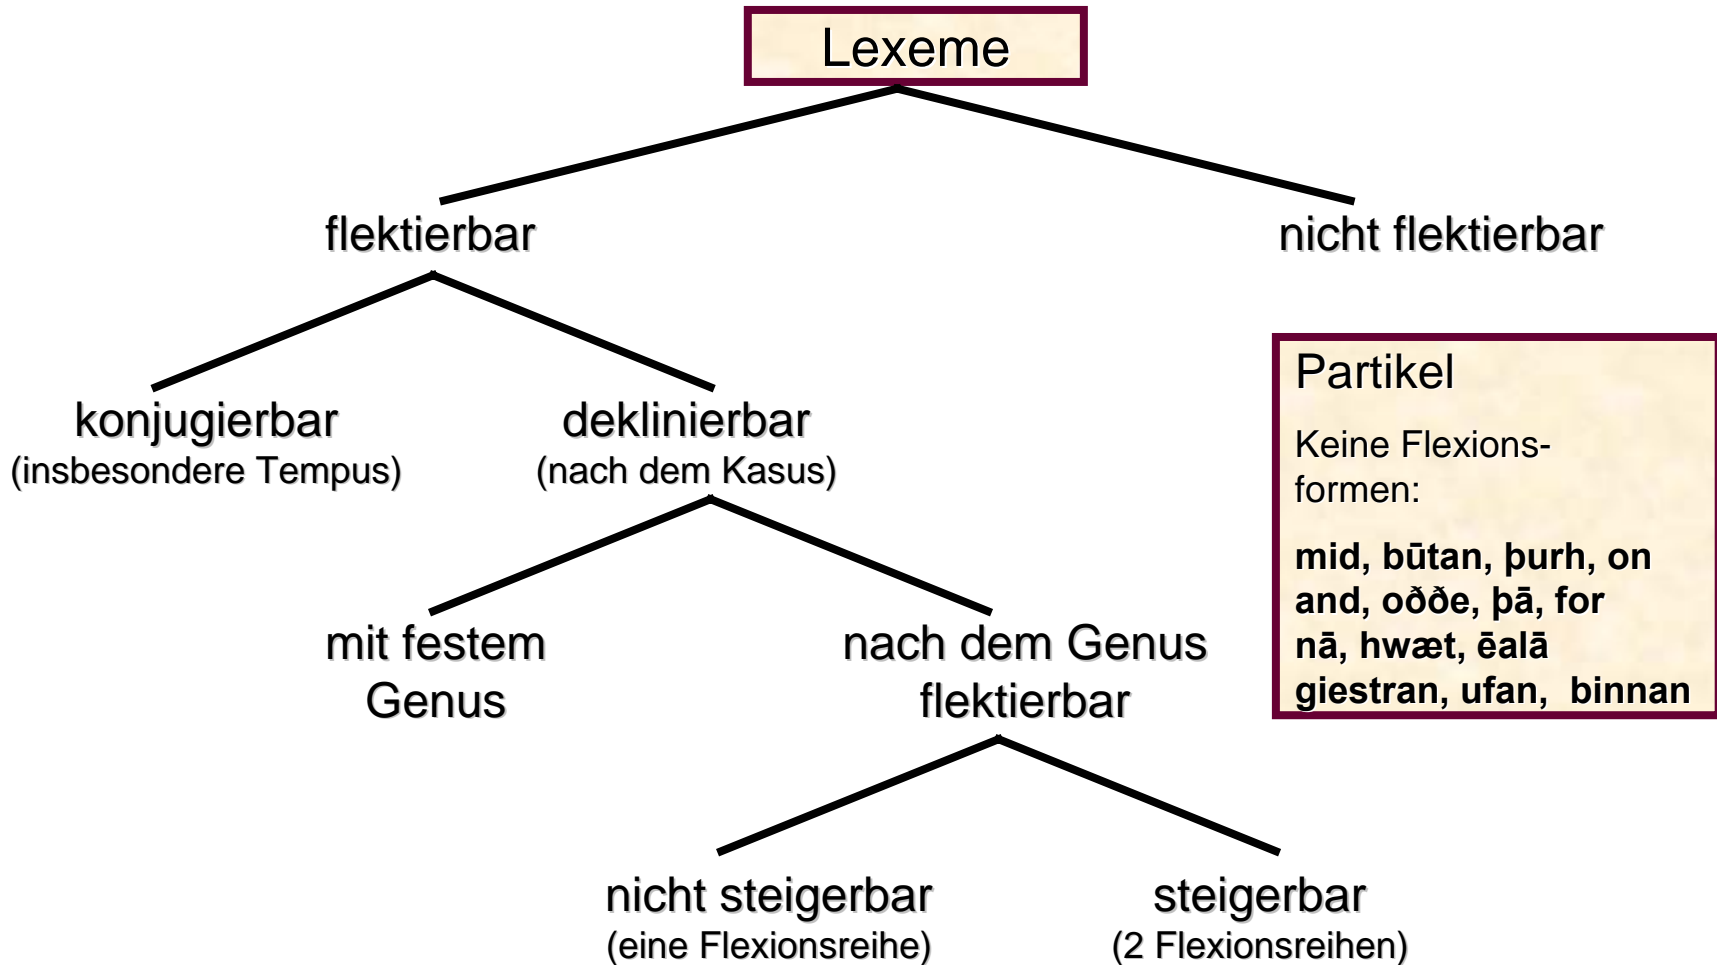 Lexeme
flektierbar
nicht flektierbar
konjugierbar
(insbesondere Tempus)
deklinierbar
(nach dem Kasus)
Partikel
Keine Flexions-
formen:
mid, būtan, þurh, on
and, oððe, þā, for
nā, hwæt, ēalā
giestran, ufan, binnan
mit festem
Genus
nach dem Genus
flektierbar
nicht steigerbar
(eine Flexionsreihe)
steigerbar
(2 Flexionsreihen)